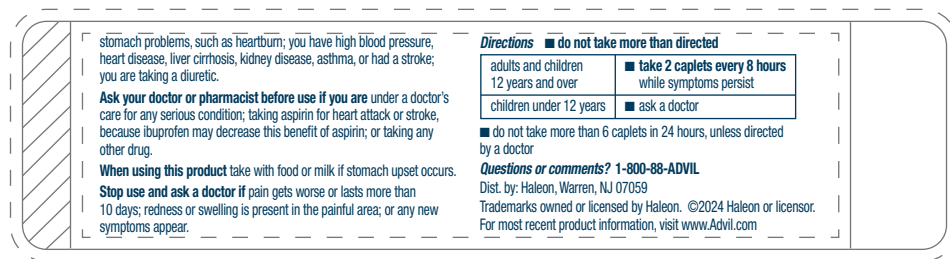 stomach problems, such as heartburn; you have high blood pressure,
heart disease, liver cirrhosis, kidney disease, asthma, or had a stroke;
you are taking a diuretic.
Ask your doctor or pharmacist before use if you are under a doctor's
care for any serious condition; taking aspirin for heart attack or stroke,
because ibuprofen may decrease this benefit of aspirin; or taking any
other drug.
When using this product take with food or milk if stomach upset occurs.
Stop use and ask a doctor if pain gets worse or lasts more than
10 days; redness or swelling is present in the painful area; or any new
symptoms appear.
Directions ■ do not take more than directed
adults and children
12 years and over
■ take 2 caplets every 8 hours
while symptoms persist
children under 12 years ■ ask a doctor
■ do not take more than 6 caplets in 24 hours, unless directed
by a doctor
Questions or comments? 1-800-88-ADVIL
Dist. by: Haleon, Warren, NJ 07059
Trademarks owned or licensed by Haleon. ©2024 Haleon or licensor.
For most recent product information, visit www.Advil.com